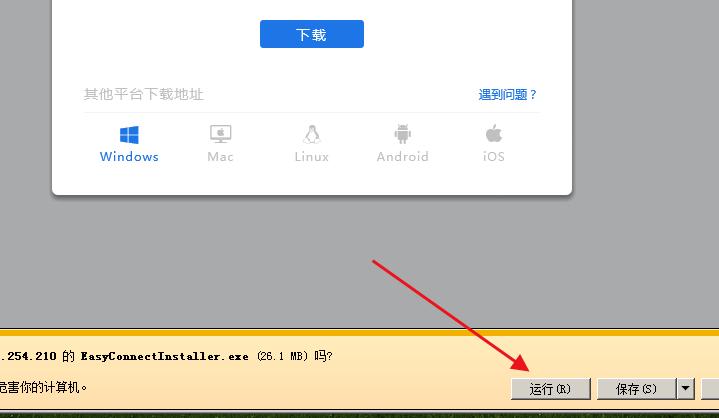 下载
其他平台下载地址 遇到问题？
Windows Mac Linux Android iOS
.254.210 的 EasyConnectInstaller.exe (26.1 MB) 吗?
危害你的计算机。
运行(R) 保存(S)